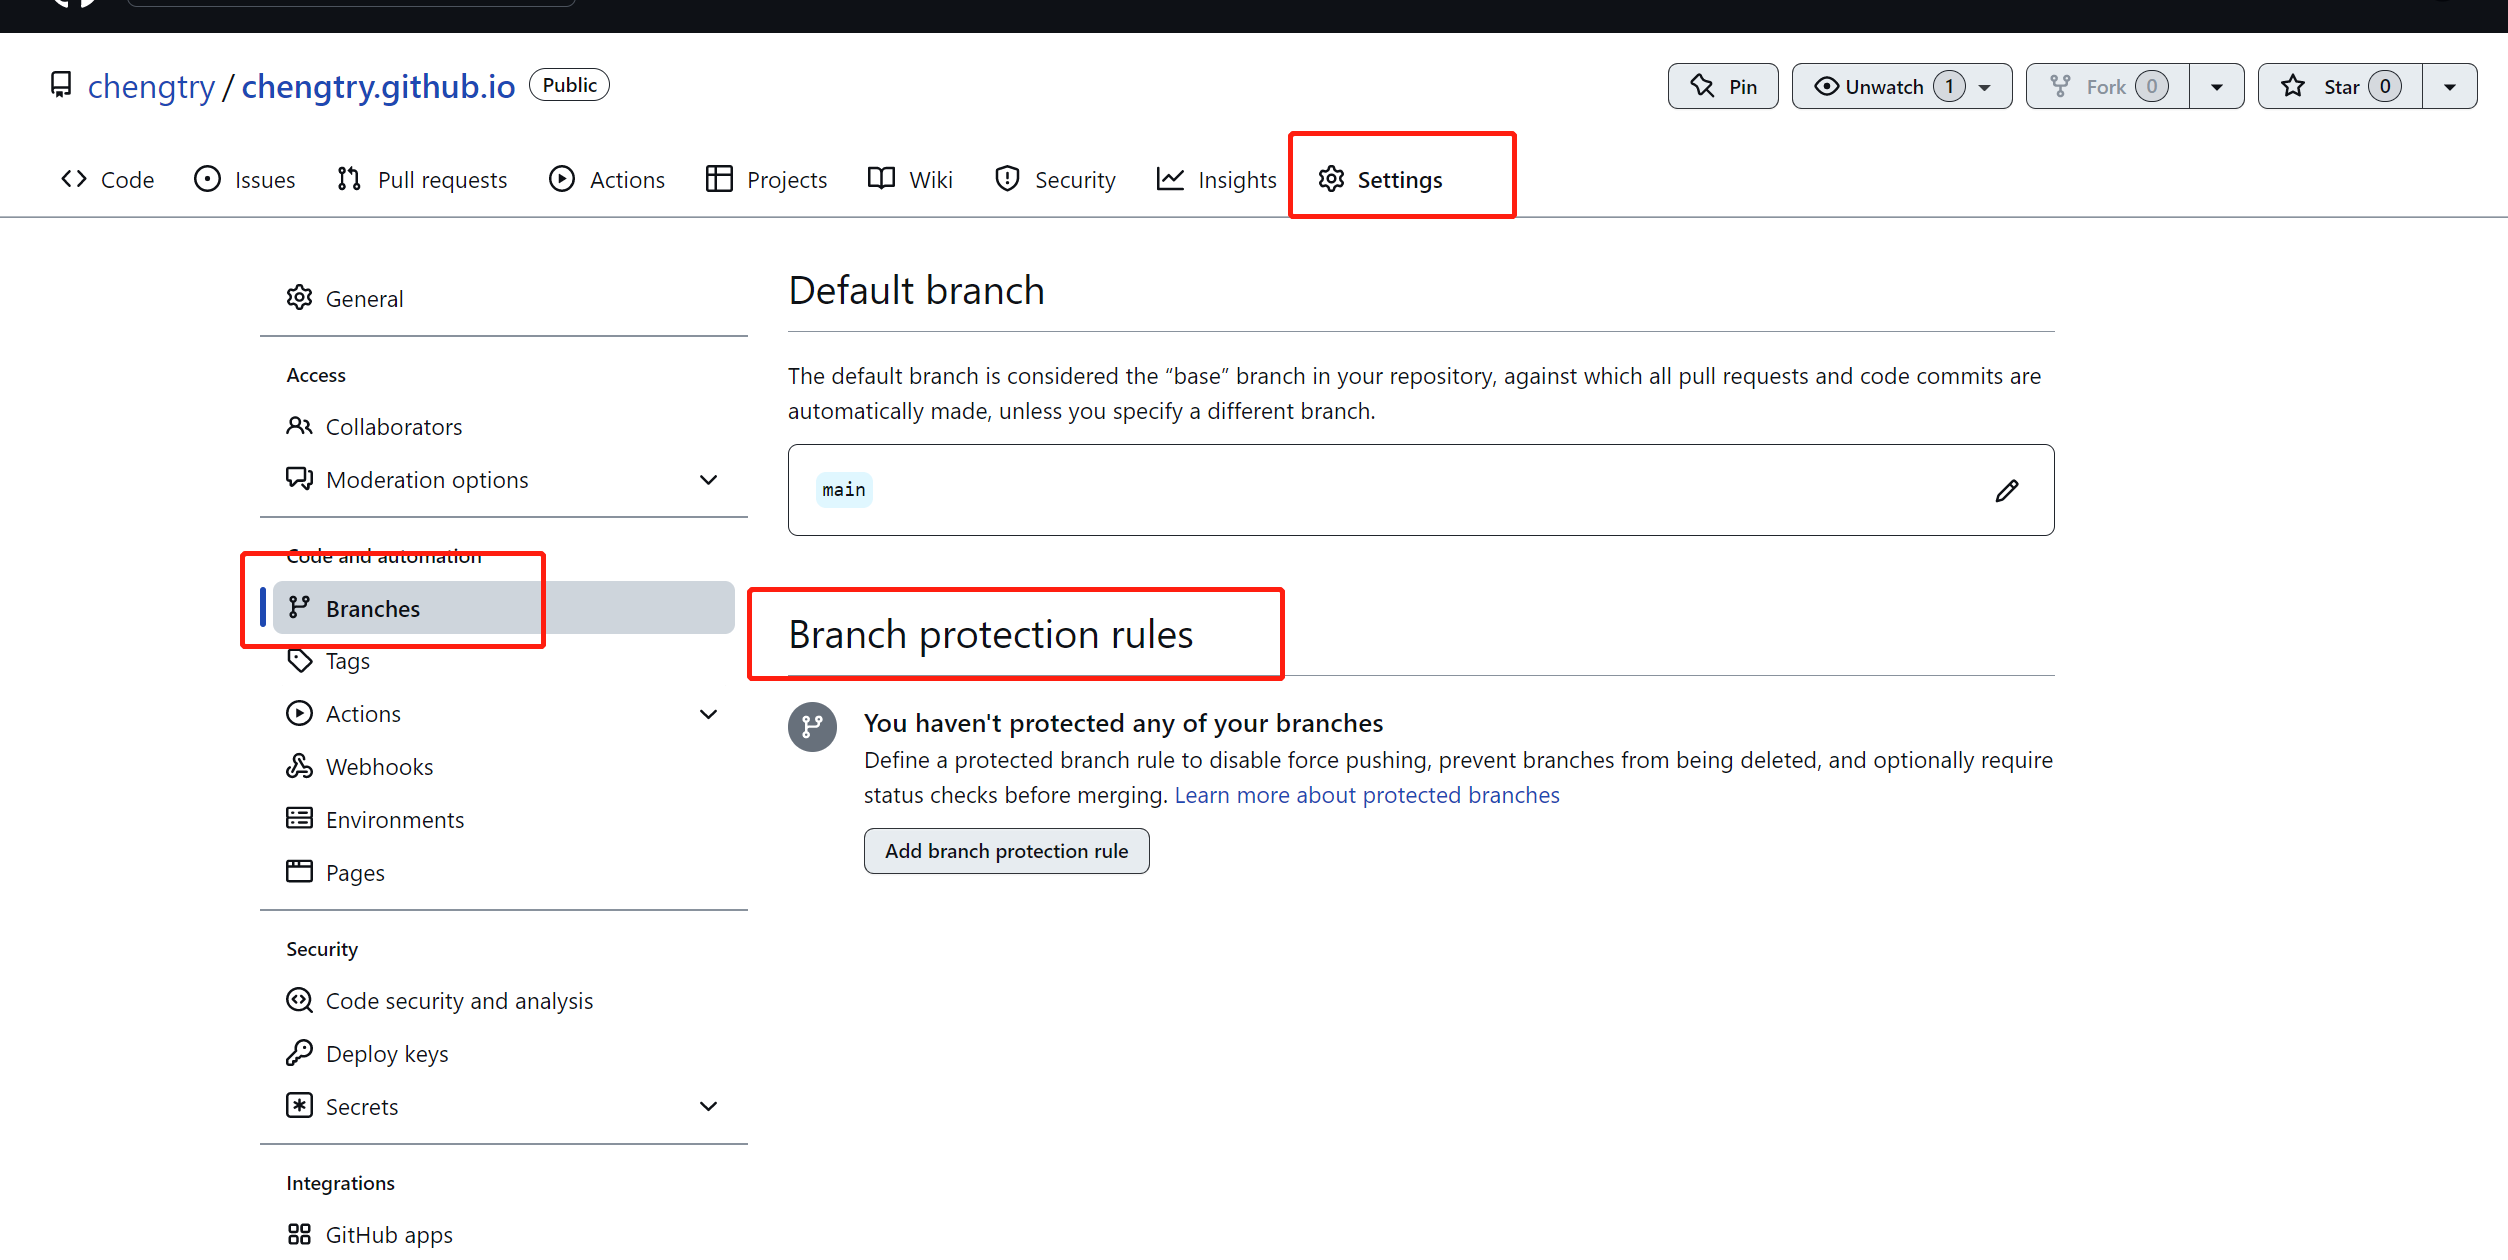 chengtry / chengtry.github.io Public
Pin
Unwatch 1
Fork 0
Star 0
Code
Issues
Pull requests
Actions
Projects
Wiki
Security
Insights
Settings
General
Access
Collaborators
Moderation options
Code and automation
Branches
Tags
Actions
Webhooks
Environments
Pages
Security
Code security and analysis
Deploy keys
Secrets
Integrations
GitHub apps
Default branch
The default branch is considered the “base” branch in your repository, against which all pull requests and code commits are
automatically made, unless you specify a different branch.
main
Branch protection rules
You haven't protected any of your branches
Define a protected branch rule to disable force pushing, prevent branches from being deleted, and optionally require
status checks before merging. Learn more about protected branches
Add branch protection rule